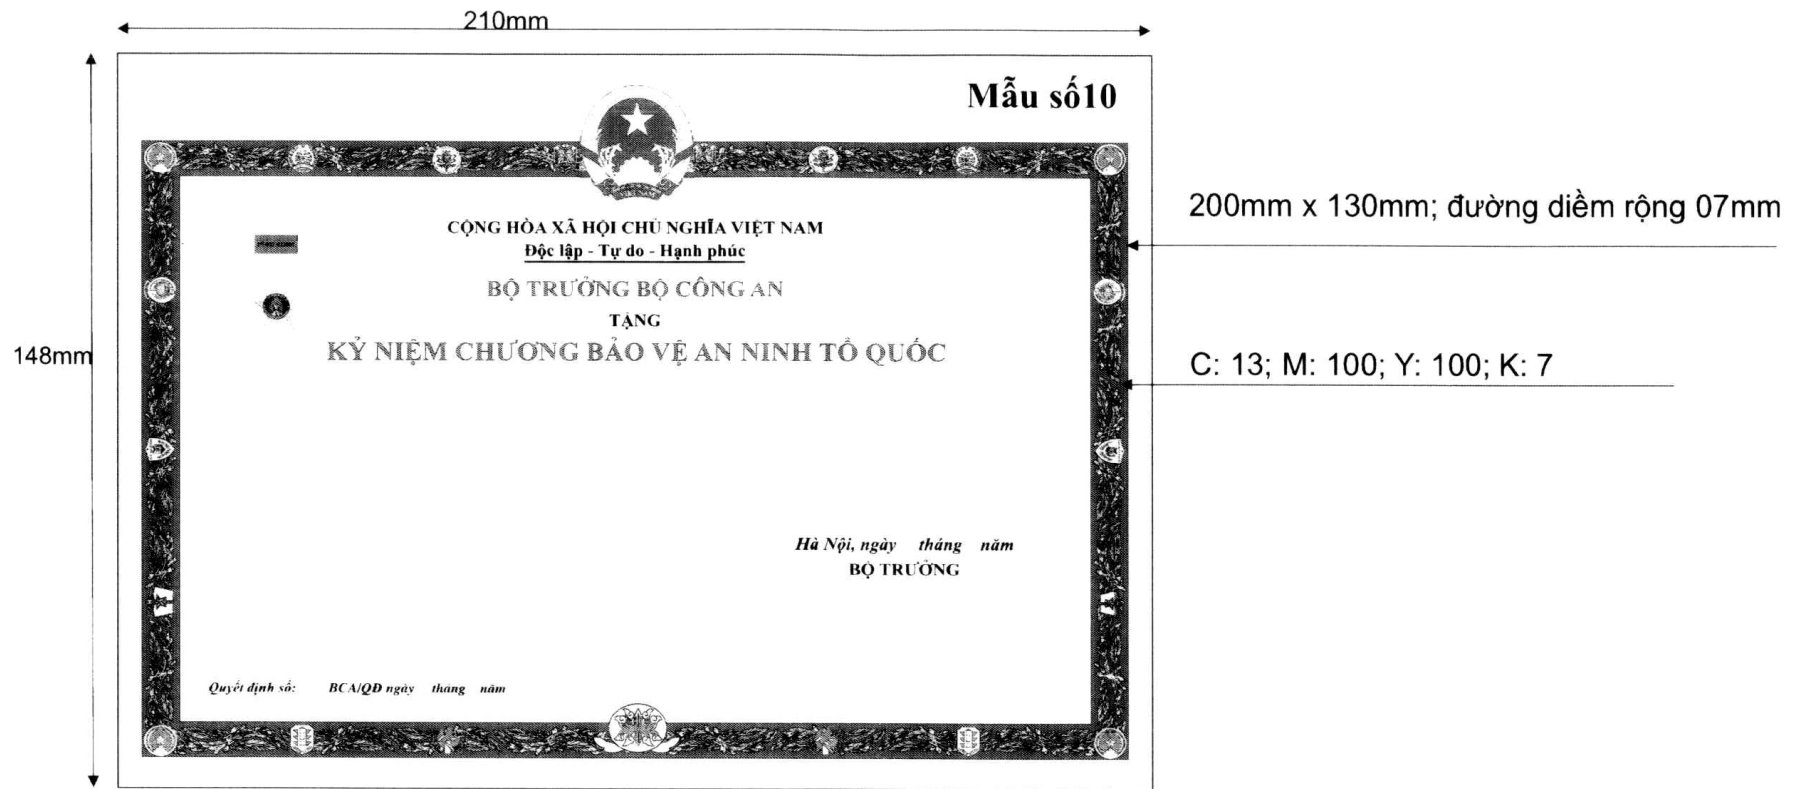 210mm
Mẫu số10
200mm x 130mm; đường diềm rộng 07mm
CỘNG HÒA XÃ HỘI CHỦ NGHĨA VIỆT NAM
Độc lập - Tự do - Hạnh phúc
BỘ TRƯỞNG BỘ CÔNG AN
TẶNG
KỶ NIỆM CHƯƠNG BẢO VỆ AN NINH TỔ QUỐC
148mm
C: 13; M: 100; Y: 100; K: 7
Hà Nội, ngày tháng năm
BỘ TRƯỞNG
Quyết định số: BCA/QĐ ngày tháng năm